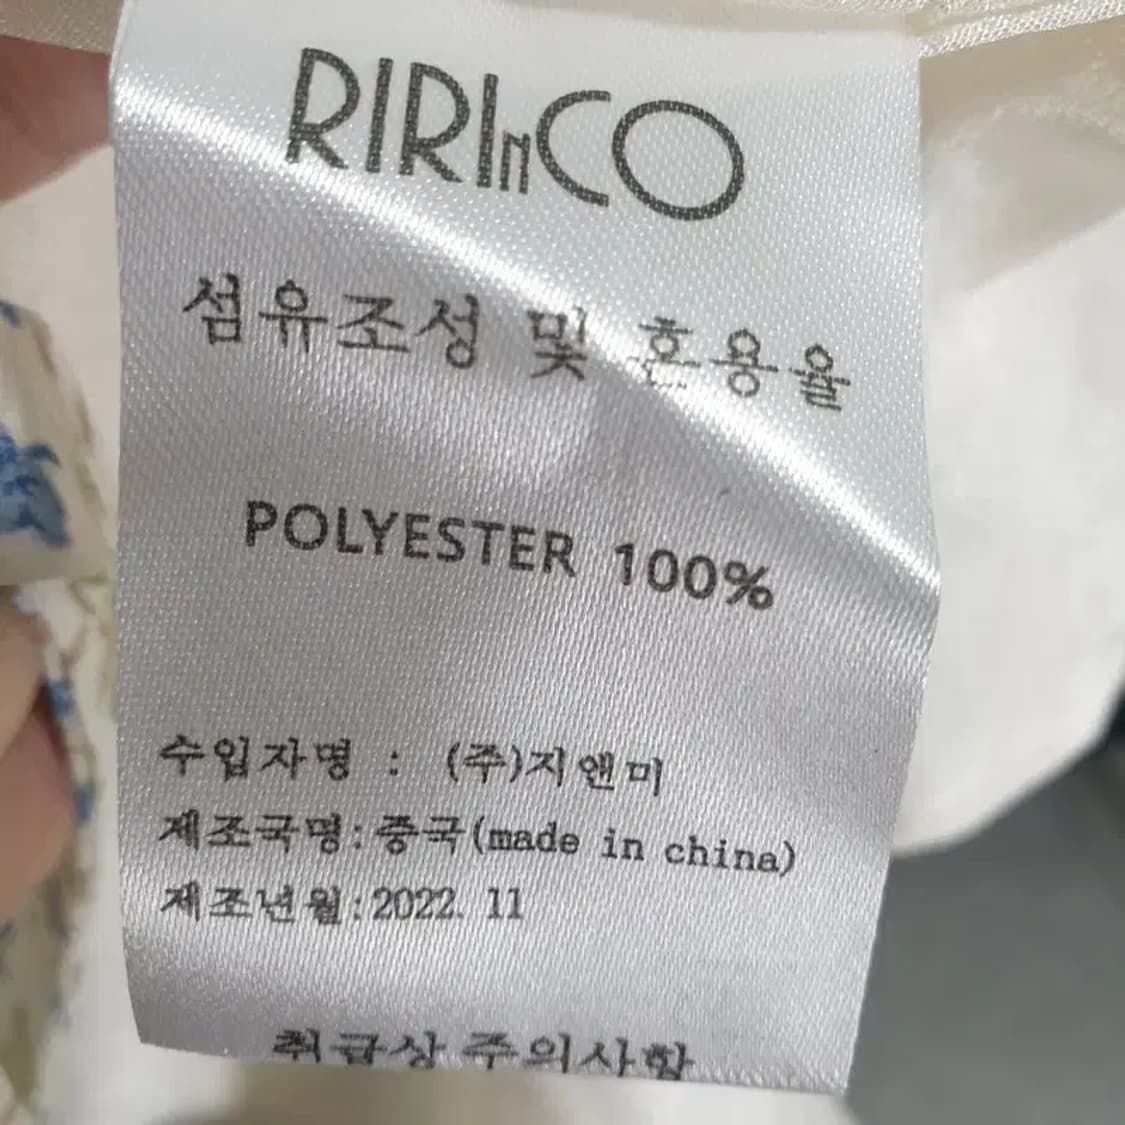 RIRInCO
섬유조성 및 혼용율
POLYESTER 100%
수입자명 : (주)지앤미
제조국명:중국(made in china)
제조년월:2022. 11
취급상 주의사항